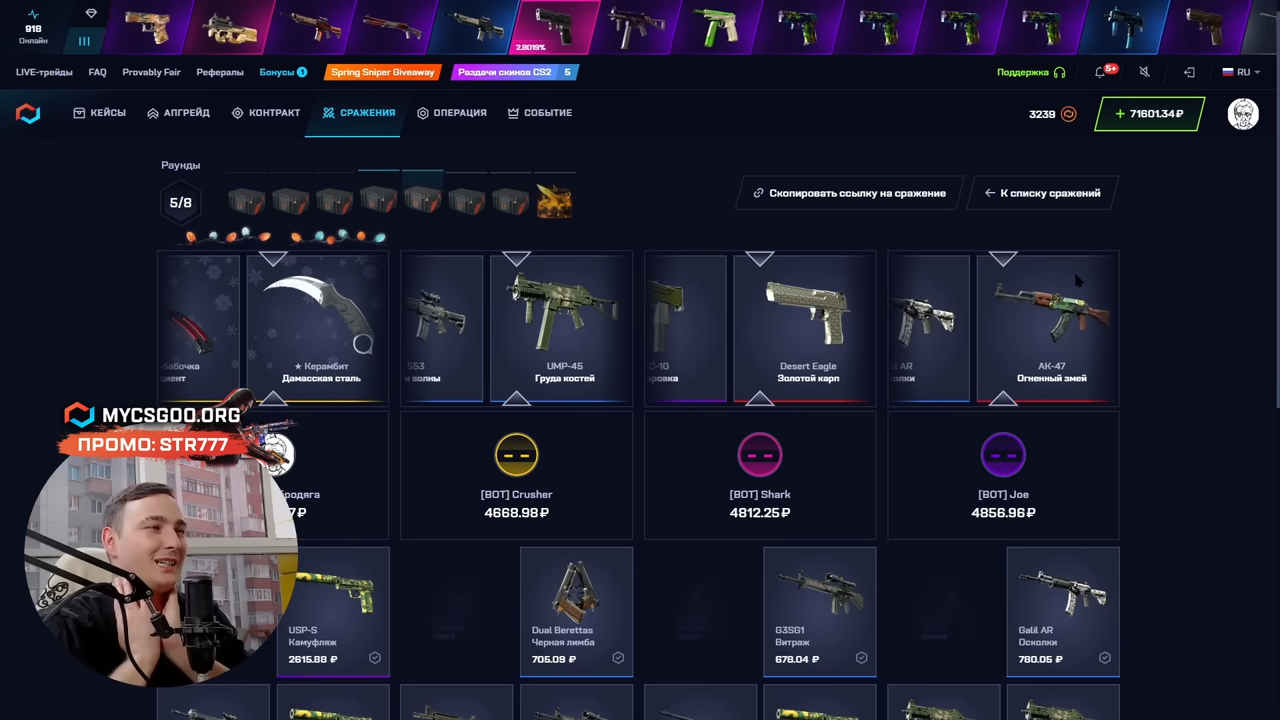 918
Онлайн
2.8019%
LIVE-трейды FAQ Provably Fair Рефералы Бонусы 1 Spring Sniper Giveaway Раздачи скинов CS2 5 Поддержка 5+ RU
КЕЙСЫ АПГРЕЙД КОНТРАКТ СРАЖЕНИЯ ОПЕРАЦИЯ СОБЫТИЕ 3239 + 71601.34₽
Раунды
5/8
Скопировать ссылку на сражение
К списку сражений
★ Керамбит
Дамасская сталь
UMP-45
Груда костей
Desert Eagle
Золотой карп
AK-47
Огненный змей
MYCSGOO.ORG
ПРОМО: STR777
[BOT] Crusher
4668.98₽
[BOT] Shark
4812.25₽
[BOT] Joe
4856.96₽
USP-S
Камуфляж
2615.88 ₽
Dual Berettas
Черная лимба
705.09 ₽
G3SG1
Витраж
678.04 ₽
Galil AR
Осколки
780.05 ₽